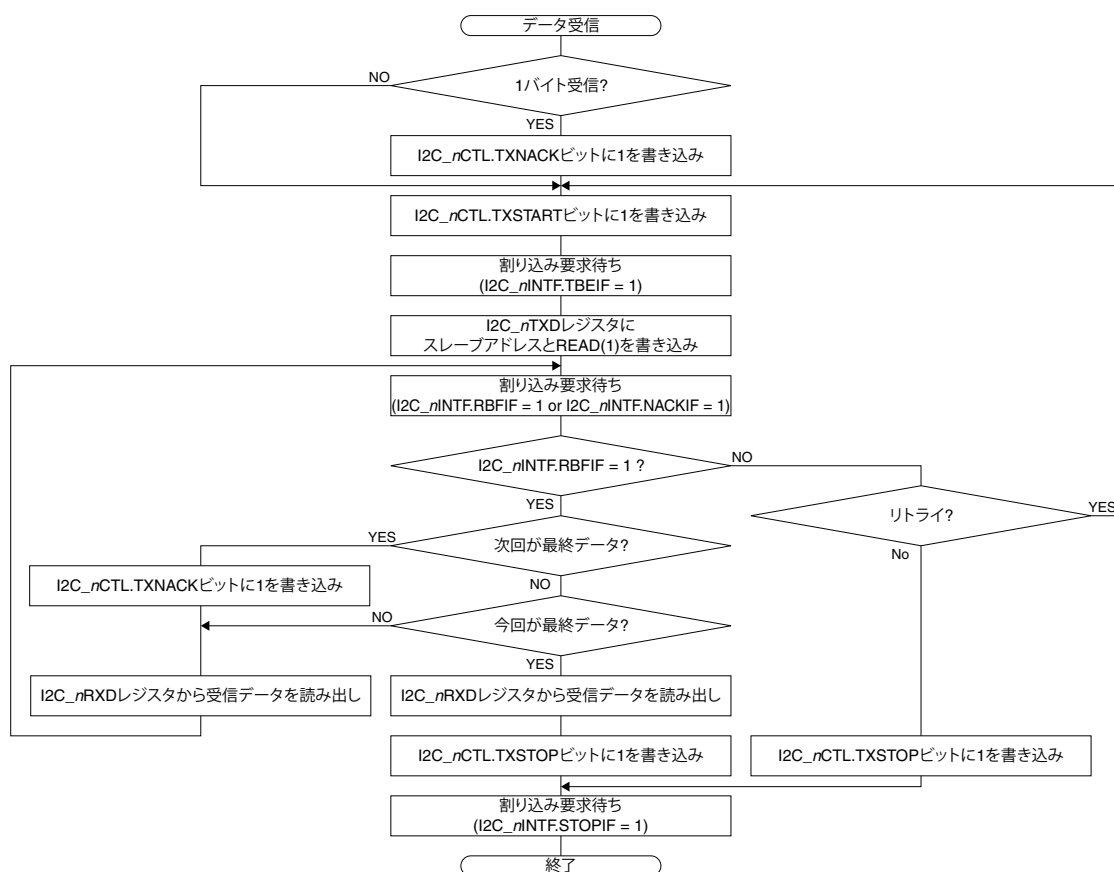 データ受信
1バイト受信?
NO
YES
I2C_nCTL.TXNACKビットに1を書き込み
I2C_nCTL.TXSTARTビットに1を書き込み
割り込み要求待ち
(I2C_nINTF.TBEIF = 1)
I2C_nTXDレジスタに
スレーブアドレスとREAD(1)を書き込み
割り込み要求待ち
(I2C_nINTF.RBFIF = 1 or I2C_nINTF.NACKIF = 1)
I2C_nINTF.RBFIF = 1 ?
NO
YES
リトライ?
YES
No
次回が最終データ?
YES
NO
I2C_nCTL.TXNACKビットに1を書き込み
今回が最終データ?
NO
YES
I2C_nRXDレジスタから受信データを読み出し
I2C_nRXDレジスタから受信データを読み出し
I2C_nCTL.TXSTOPビットに1を書き込み
I2C_nCTL.TXSTOPビットに1を書き込み
割り込み要求待ち
(I2C_nINTF.STOPIF = 1)
終了